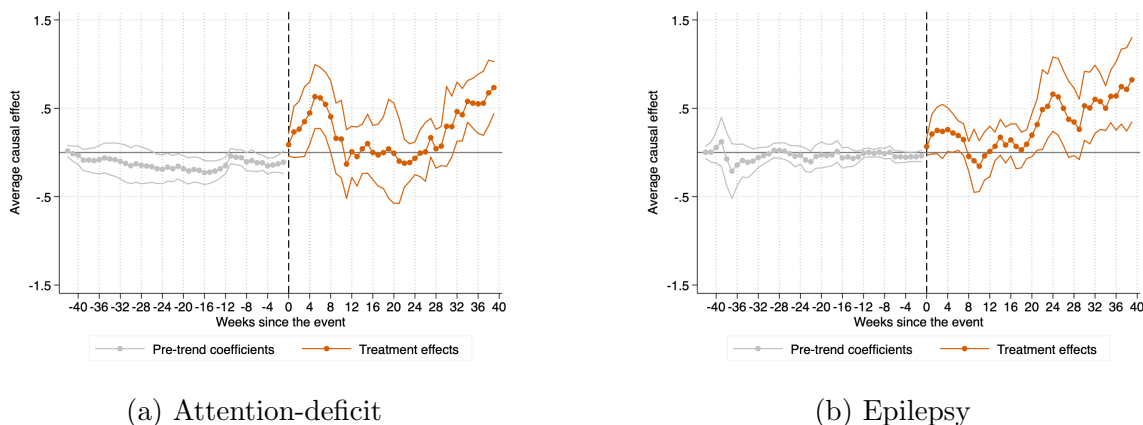 1.5
.5
0
-.5
-1.5
Average causal effect
-40 -36 -32 -28 -24 -20 -16 -12 -8 -4 0 4 8 12 16 20 24 28 32 36 40
Weeks since the event
Pre-trend coefficients Treatment effects
(a) Attention-deficit
1.5
.5
0
-.5
-1.5
Average causal effect
-40 -36 -32 -28 -24 -20 -16 -12 -8 -4 0 4 8 12 16 20 24 28 32 36 40
Weeks since the event
Pre-trend coefficients Treatment effects
(b) Epilepsy